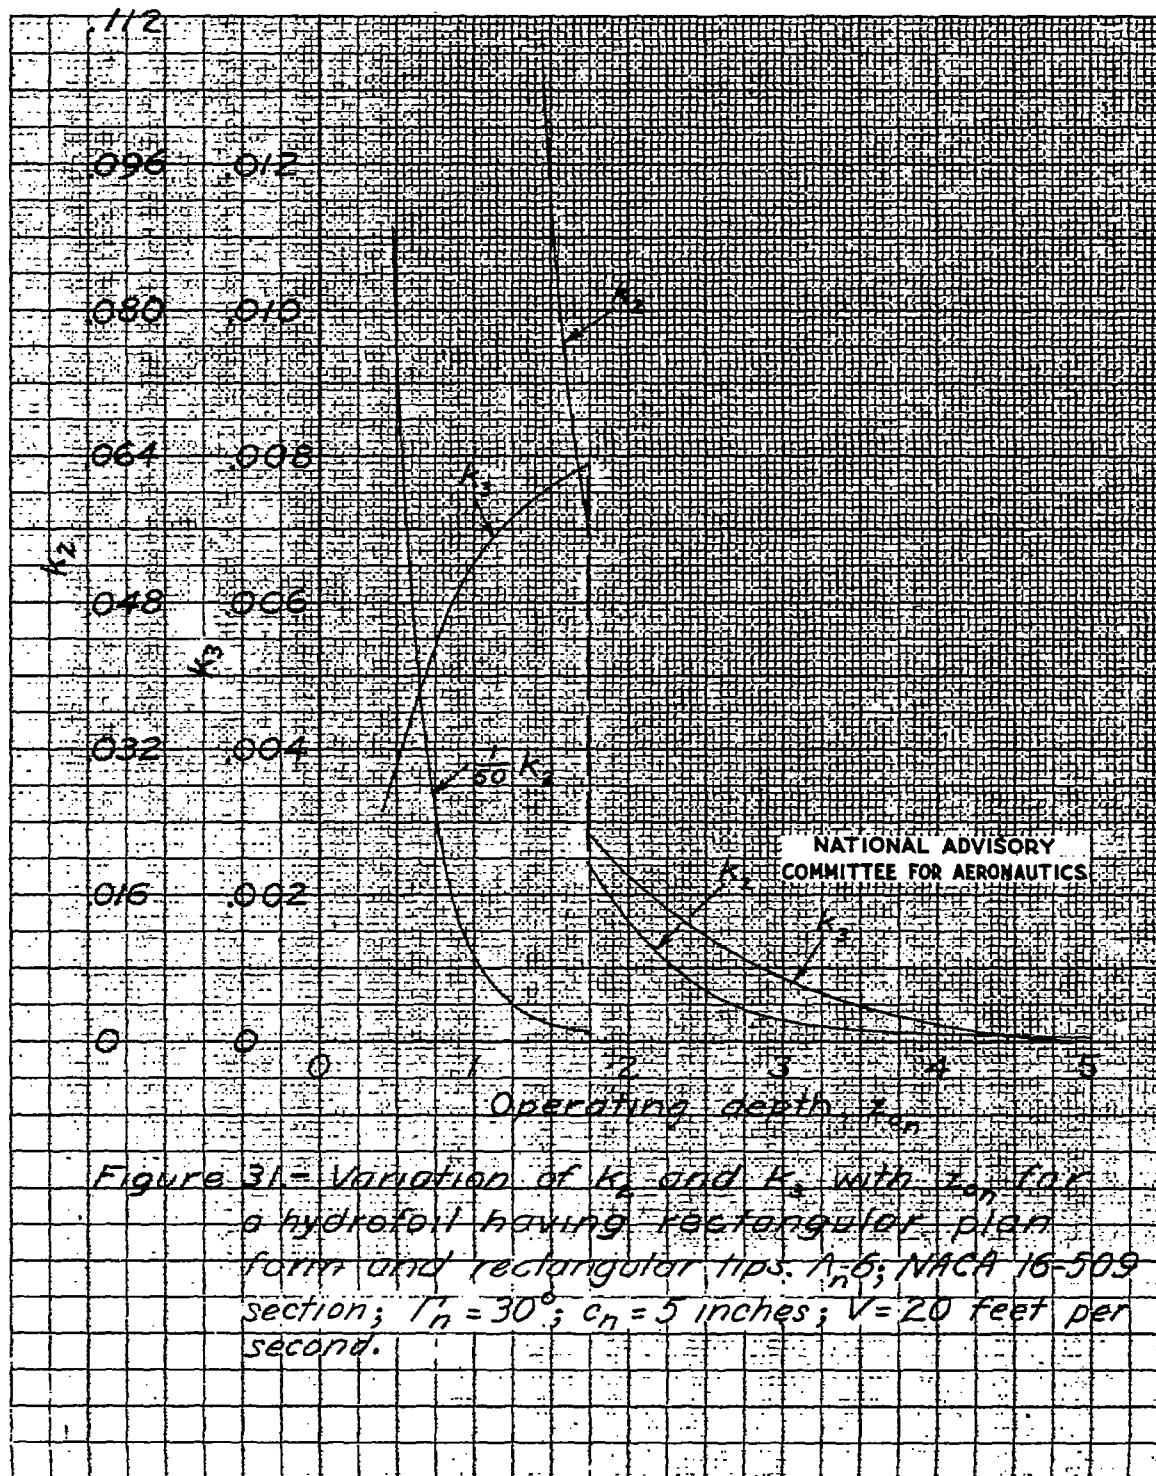 .112
.096 .012
.080 .010
k₂
.064 .008
k₃
k₂
.048 .006
k₃
.032 .004
1/50 k₂
NATIONAL ADVISORY
COMMITTEE FOR AERONAUTICS
k₂
.016 .002
k₃
0 0
0 1 2 3 4 5
Operating depth, z₀ₙ
Figure 31.- Variation of k₂ and k₃ with z₀ₙ for
a hydrofoil having rectangular plan
form and rectangular tips. Λₙ=6; NACA 16-509
section; Γₙ = 30°; cₙ = 5 inches; V = 20 feet per
second.